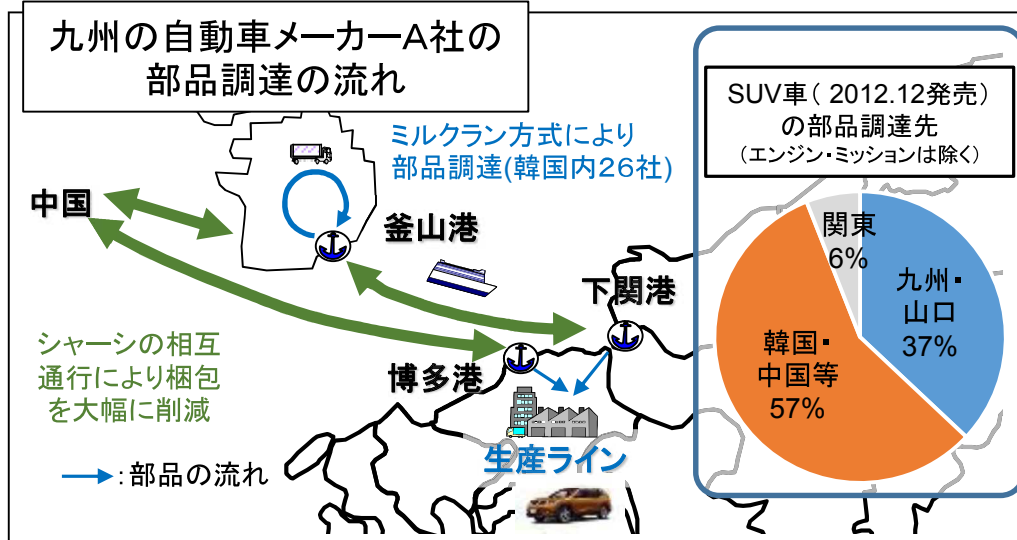 九州の自動車メーカーA社の
部品調達の流れ
ミルクラン方式により
部品調達(韓国内26社)
中国
釜山港
下関港
博多港
シャーシの相互
通行により梱包
を大幅に削減
生産ライン
:部品の流れ
SUV車( 2012.12発売)
の部品調達先
(エンジン・ミッションは除く)
関東
6%
九州・
山口
37%
韓国・
中国等
57%